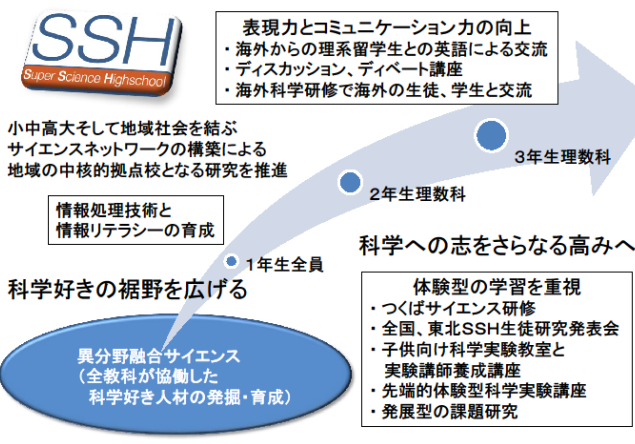 SSH
Super Science Highschool
表現力とコミュニケーション力の向上
・海外からの理系留学生との英語による交流
・ディスカッション、ディベート講座
・海外科学研修で海外の生徒、学生と交流
小中高大そして地域社会を結ぶ
サイエンスネットワークの構築による
地域の中核的拠点校となる研究を推進
3年生理数科
2年生理数科
情報処理技術と
情報リテラシーの育成
1年生全員
科学への志をさらなる高みへ
科学好きの裾野を広げる
体験型の学習を重視
・つくばサイエンス研修
・全国、東北SSH生徒研究発表会
・子供向け科学実験教室と
実験講師養成講座
・先端的体験型科学実験講座
・発展型の課題研究
異分野融合サイエンス
(全教科が協働した
科学好き人材の発掘・育成)